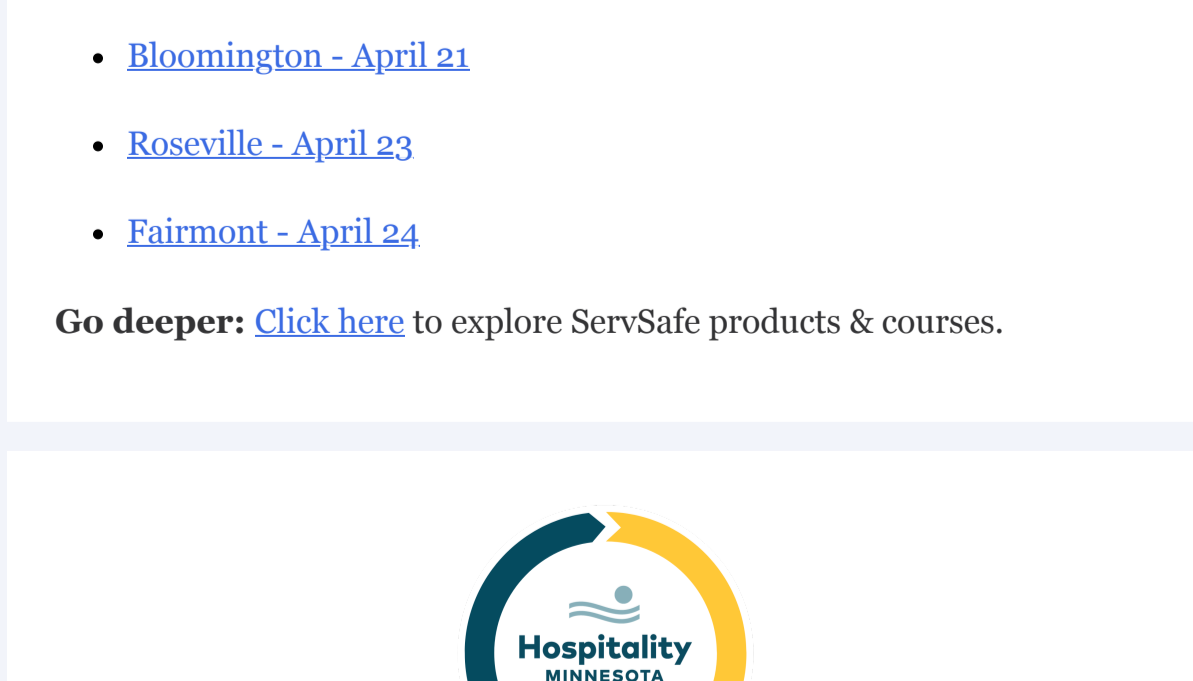 Bloomington - April 21
Roseville - April 23
Fairmont - April 24
Go deeper: Click here to explore ServSafe products & courses.
Hospitality
MINNESOTA